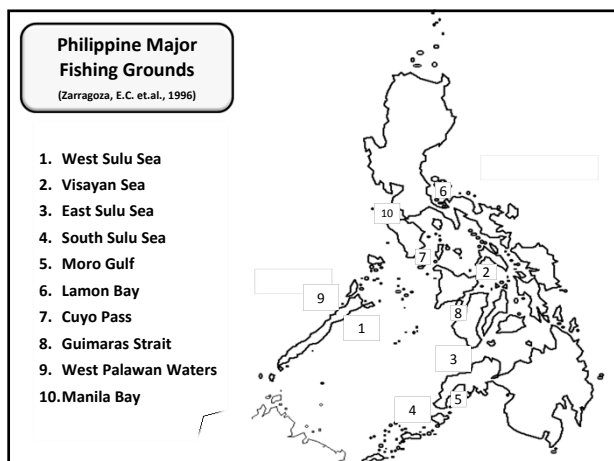 Philippine Major
Fishing Grounds
(Zarragoza, E.C. et.al., 1996)
1. West Sulu Sea
2. Visayan Sea
3. East Sulu Sea
4. South Sulu Sea
5. Moro Gulf
6. Lamon Bay
7. Cuyo Pass
8. Guimaras Strait
9. West Palawan Waters
10.Manila Bay
6
10
7
2
9
8
1
3
5
4